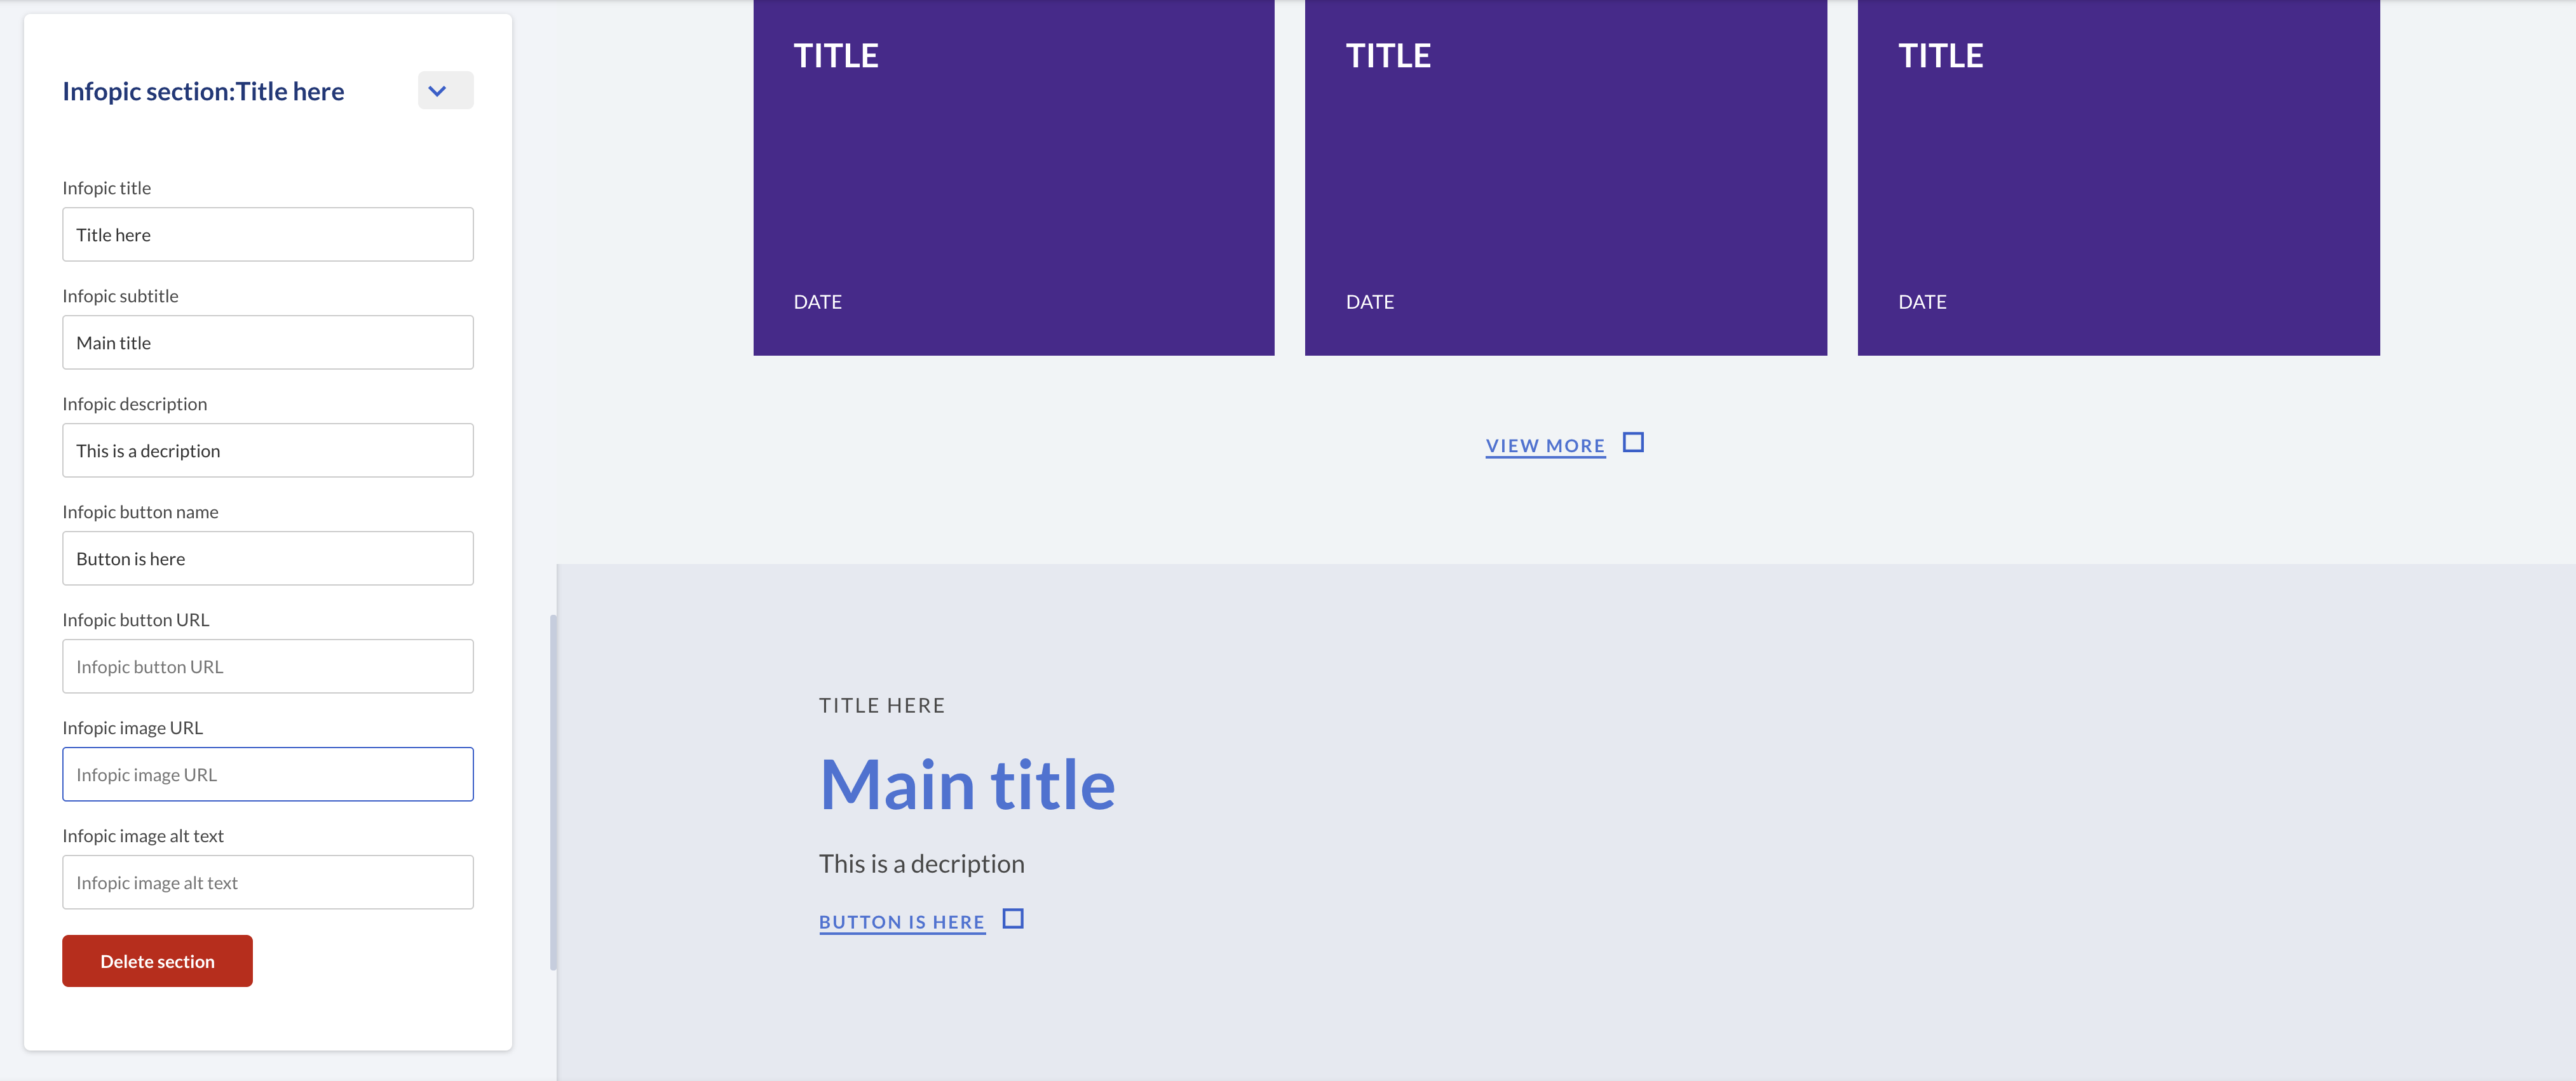 Infopic section:Title here
Infopic title
Title here
Infopic subtitle
Main title
Infopic description
This is a decription
Infopic button name
Button is here
Infopic button URL
Infopic button URL
Infopic image URL
Infopic image URL
Infopic image alt text
Infopic image alt text
Delete section
TITLE
DATE
TITLE
DATE
TITLE
DATE
VIEW MORE
TITLE HERE
Main title
This is a decription
BUTTON IS HERE